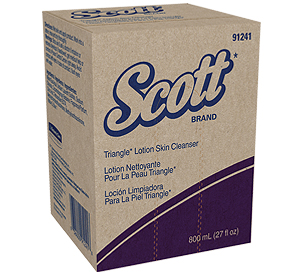 91241
Scott*
BRAND
Triangle* Lotion Skin Cleanser
Lotion Nettoyante
Pour La Peau Triangle*
Loción Limpiadora
Para La Piel Triangle*
800 mL (27 fl oz)